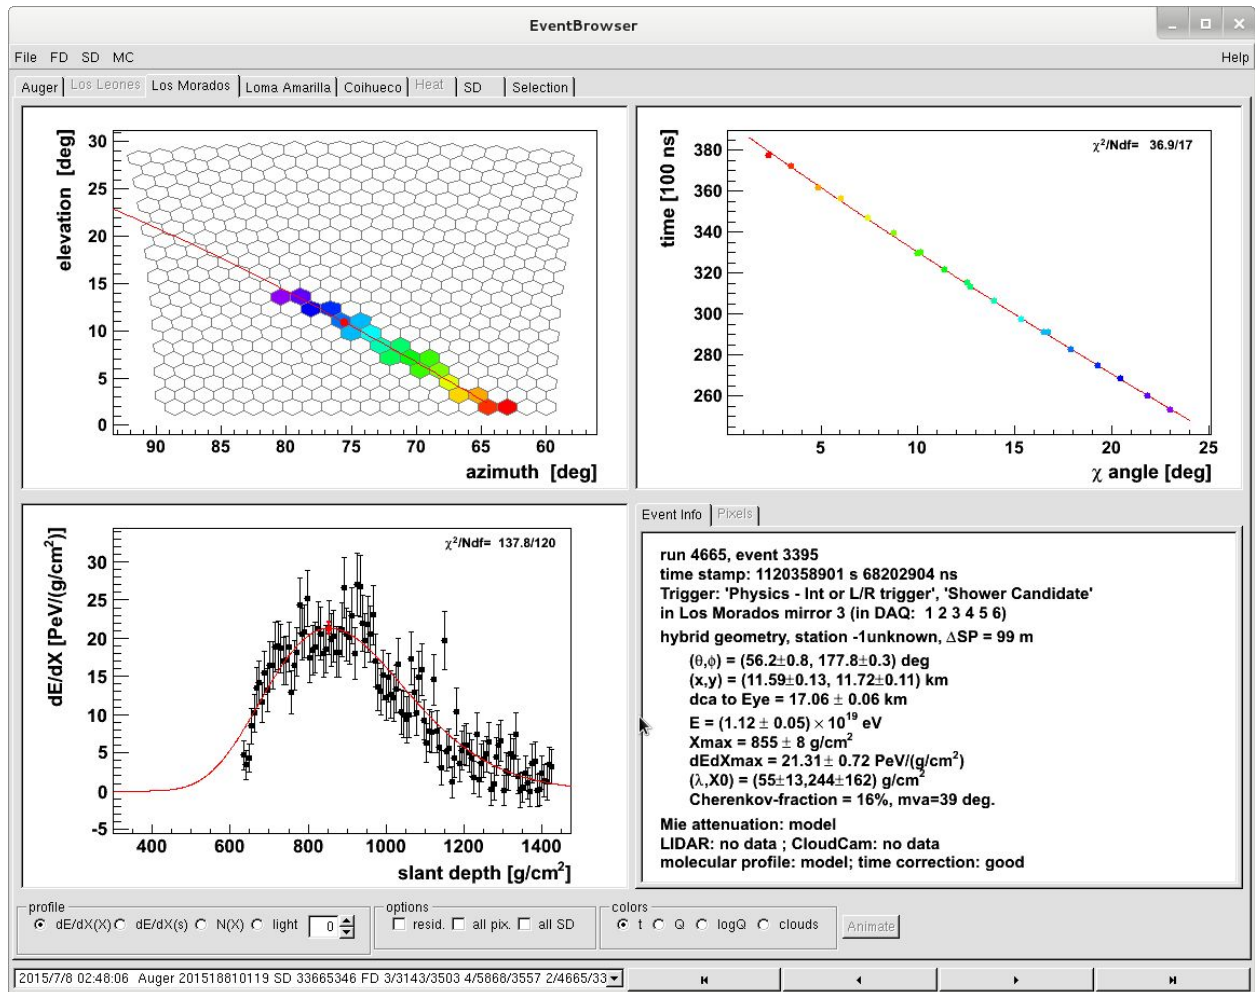 EventBrowser
File FD SD MC Help
Auger Los Leones Los Morados Loma Amarilla Coihueco Heat SD Selection
elevation [deg]
30
25
20
15
10
5
0
90 85 80 75 70 65 60
azimuth [deg]
time [100 ns]
χ²/Ndf= 36.9/17
380
360
340
320
300
280
260
5 10 15 20 25
χ angle [deg]
dE/dX [PeV/(g/cm²)]
χ²/Ndf= 137.8/120
30
25
20
15
10
5
0
-5
400 600 800 1000 1200 1400
slant depth [g/cm²]
Event Info Pixels
run 4665, event 3395
time stamp: 1120358901 s 68202904 ns
Trigger: 'Physics - Int or L/R trigger', 'Shower Candidate'
in Los Morados mirror 3 (in DAQ: 1 2 3 4 5 6)
hybrid geometry, station -1unknown, ΔSP = 99 m
(θ,ϕ) = (56.2±0.8, 177.8±0.3) deg
(x,y) = (11.59±0.13, 11.72±0.11) km
dca to Eye = 17.06 ± 0.06 km
E = (1.12 ± 0.05) × 10¹⁹ eV
Xmax = 855 ± 8 g/cm²
dEdXmax = 21.31 ± 0.72 PeV/(g/cm²)
(λ,X0) = (55±13,244±162) g/cm²
Cherenkov-fraction = 16%, mva=39 deg.
Mie attenuation: model
LIDAR: no data ; CloudCam: no data
molecular profile: model; time correction: good
profile
dE/dX(X) dE/dX(s) N(X) light 0
options
resid. all pix. all SD
colors
t Q logQ clouds
Animate
2015/7/8 02:48:06 Auger 201518810119 SD 33665346 FD 3/3143/3503 4/5868/3557 2/4665/33